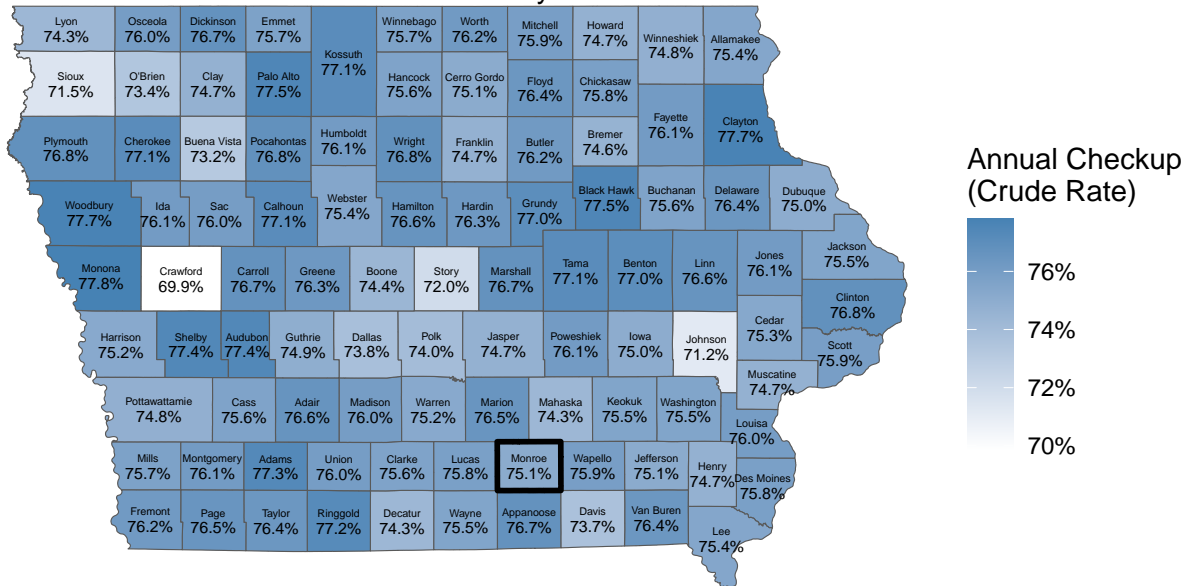 Lyon
74.3%
Osceola
76.0%
Dickinson
76.7%
Emmet
75.7%
Kossuth
77.1%
Winnebago
75.7%
Worth
76.2%
Mitchell
75.9%
Howard
74.7%
Winneshiek
74.8%
Allamakee
75.4%
Sioux
71.5%
O'Brien
73.4%
Clay
74.7%
Palo Alto
77.5%
Hancock
75.6%
Cerro Gordo
75.1%
Floyd
76.4%
Chickasaw
75.8%
Plymouth
76.8%
Cherokee
77.1%
Buena Vista
73.2%
Pocahontas
76.8%
Humboldt
76.1%
Wright
76.8%
Franklin
74.7%
Butler
76.2%
Bremer
74.6%
Fayette
76.1%
Clayton
77.7%
Woodbury
77.7%
Ida
76.1%
Sac
76.0%
Calhoun
77.1%
Webster
75.4%
Hamilton
76.6%
Hardin
76.3%
Grundy
77.0%
Black Hawk
77.5%
Buchanan
75.6%
Delaware
76.4%
Dubuque
75.0%
Monona
77.8%
Crawford
69.9%
Carroll
76.7%
Greene
76.3%
Boone
74.4%
Story
72.0%
Marshall
76.7%
Tama
77.1%
Benton
77.0%
Linn
76.6%
Jones
76.1%
Jackson
75.5%
Clinton
76.8%
Harrison
75.2%
Shelby
77.4%
Audubon
77.4%
Guthrie
74.9%
Dallas
73.8%
Polk
74.0%
Jasper
74.7%
Poweshiek
76.1%
Iowa
75.0%
Johnson
71.2%
Cedar
75.3%
Scott
75.9%
Muscatine
74.7%
Pottawattamie
74.8%
Cass
75.6%
Adair
76.6%
Madison
76.0%
Warren
75.2%
Marion
76.5%
Mahaska
74.3%
Keokuk
75.5%
Washington
75.5%
Louisa
76.0%
Mills
75.7%
Montgomery
76.1%
Adams
77.3%
Union
76.0%
Clarke
75.6%
Lucas
75.8%
Monroe
75.1%
Wapello
75.9%
Jefferson
75.1%
Henry
74.7%
Des Moines
75.8%
Fremont
76.2%
Page
76.5%
Taylor
76.4%
Ringgold
77.2%
Decatur
74.3%
Wayne
75.5%
Appanoose
76.7%
Davis
73.7%
Van Buren
76.4%
Lee
75.4%
Annual Checkup
(Crude Rate)
76%
74%
72%
70%